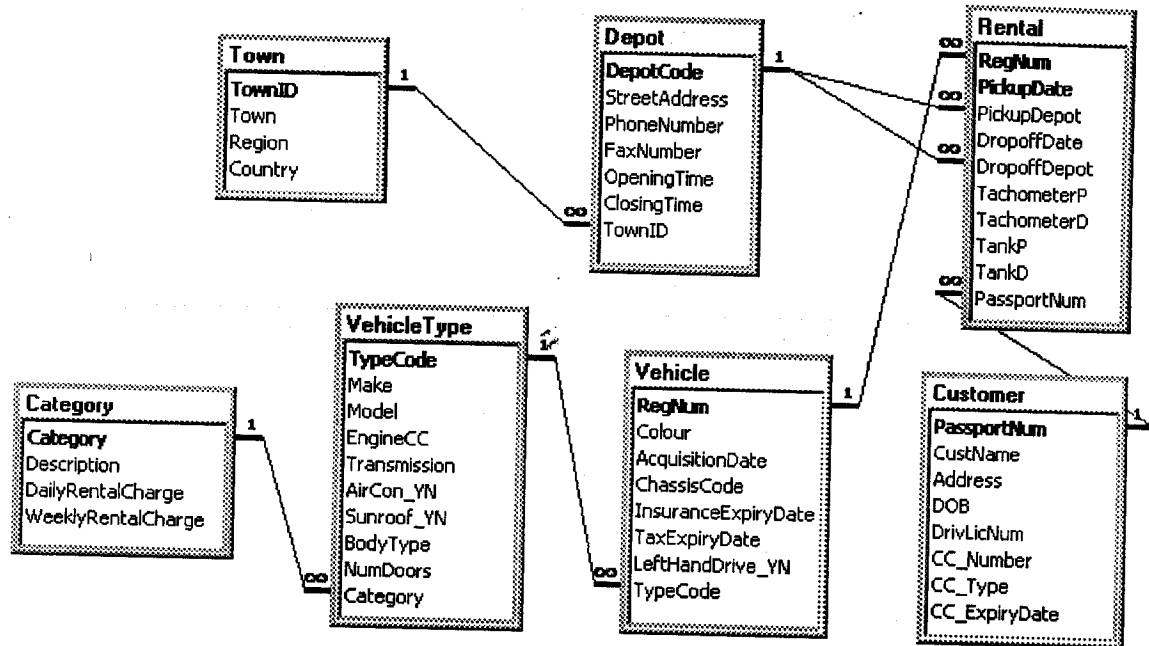 Town
TownID
Town
Region
Country
1
∞
Depot
DepotCode
StreetAddress
PhoneNumber
FaxNumber
OpeningTime
ClosingTime
TownID
1
∞
∞
∞
∞
Rental
RegNum
PickupDate
PickupDepot
DropoffDate
DropoffDepot
TachometerP
TachometerD
TankP
TankD
PassportNum
Category
Category
Description
DailyRentalCharge
WeeklyRentalCharge
1
∞
VehicleType
TypeCode
Make
Model
EngineCC
Transmission
AirCon_YN
Sunroof_YN
BodyType
NumDoors
Category
1
∞
Vehicle
RegNum
Colour
AcquisitionDate
ChassisCode
InsuranceExpiryDate
TaxExpiryDate
LeftHandDrive_YN
TypeCode
1
Customer
PassportNum
CustName
Address
DOB
DrivLicNum
CC_Number
CC_Type
CC_ExpiryDate
1